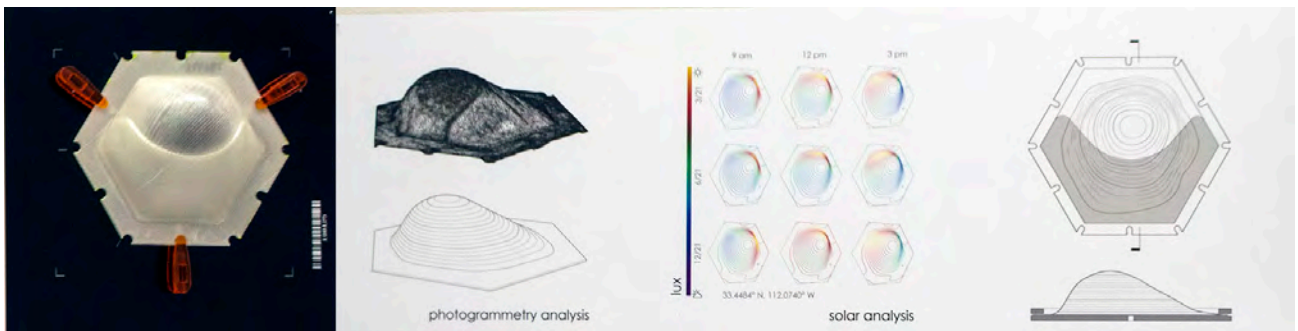 photogrammetry analysis
9 am
12 pm
3 pm
3/21
6/21
12/21
lux
33.4484° N, 112.0740° W
solar analysis